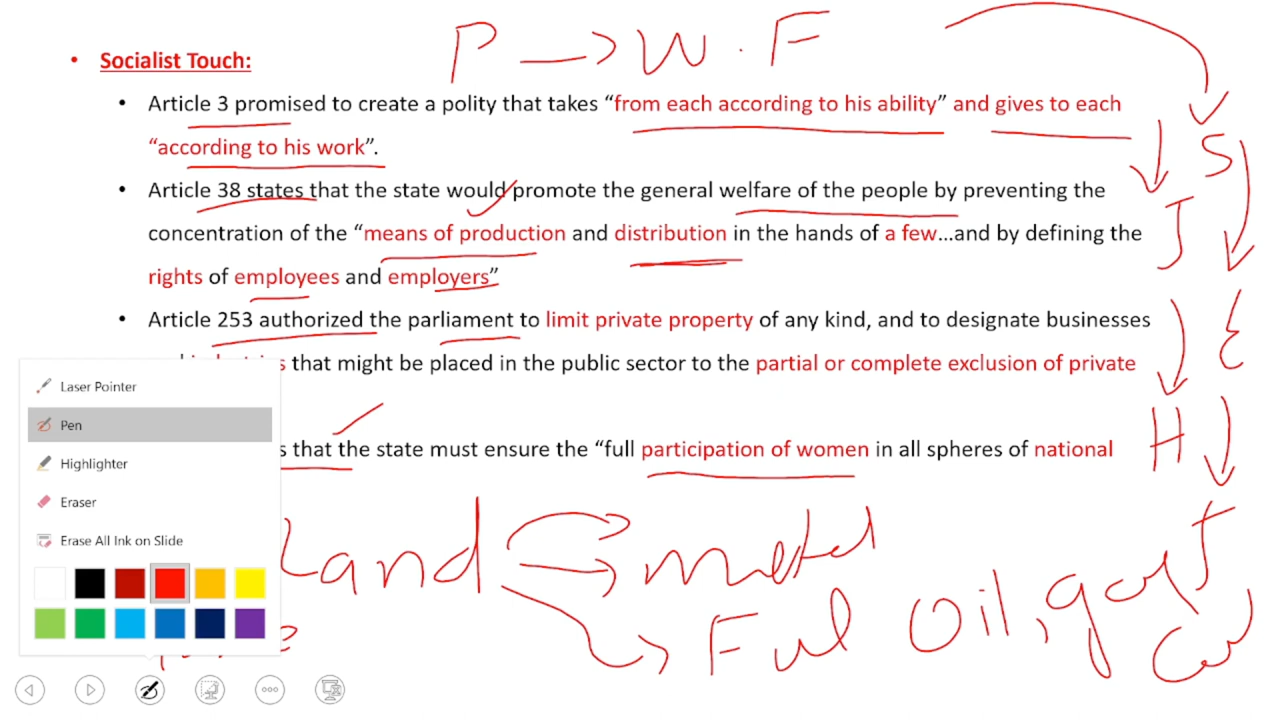 P → W . F
• Socialist Touch:
• Article 3 promised to create a polity that takes “from each according to his ability” and gives to each
“according to his work”.
S
• Article 38 states that the state would promote the general welfare of the people by preventing the
J
concentration of the “means of production and distribution in the hands of a few…and by defining the
rights of employees and employers”
• Article 253 authorized the parliament to limit private property of any kind, and to designate businesses
E
that might be placed in the public sector to the partial or complete exclusion of private
H
s that the state must ensure the “full participation of women in all spheres of national
Land → metal
J
→ Ful Oil, gas
Laser Pointer
Pen
Highlighter
Eraser
Erase All Ink on Slide